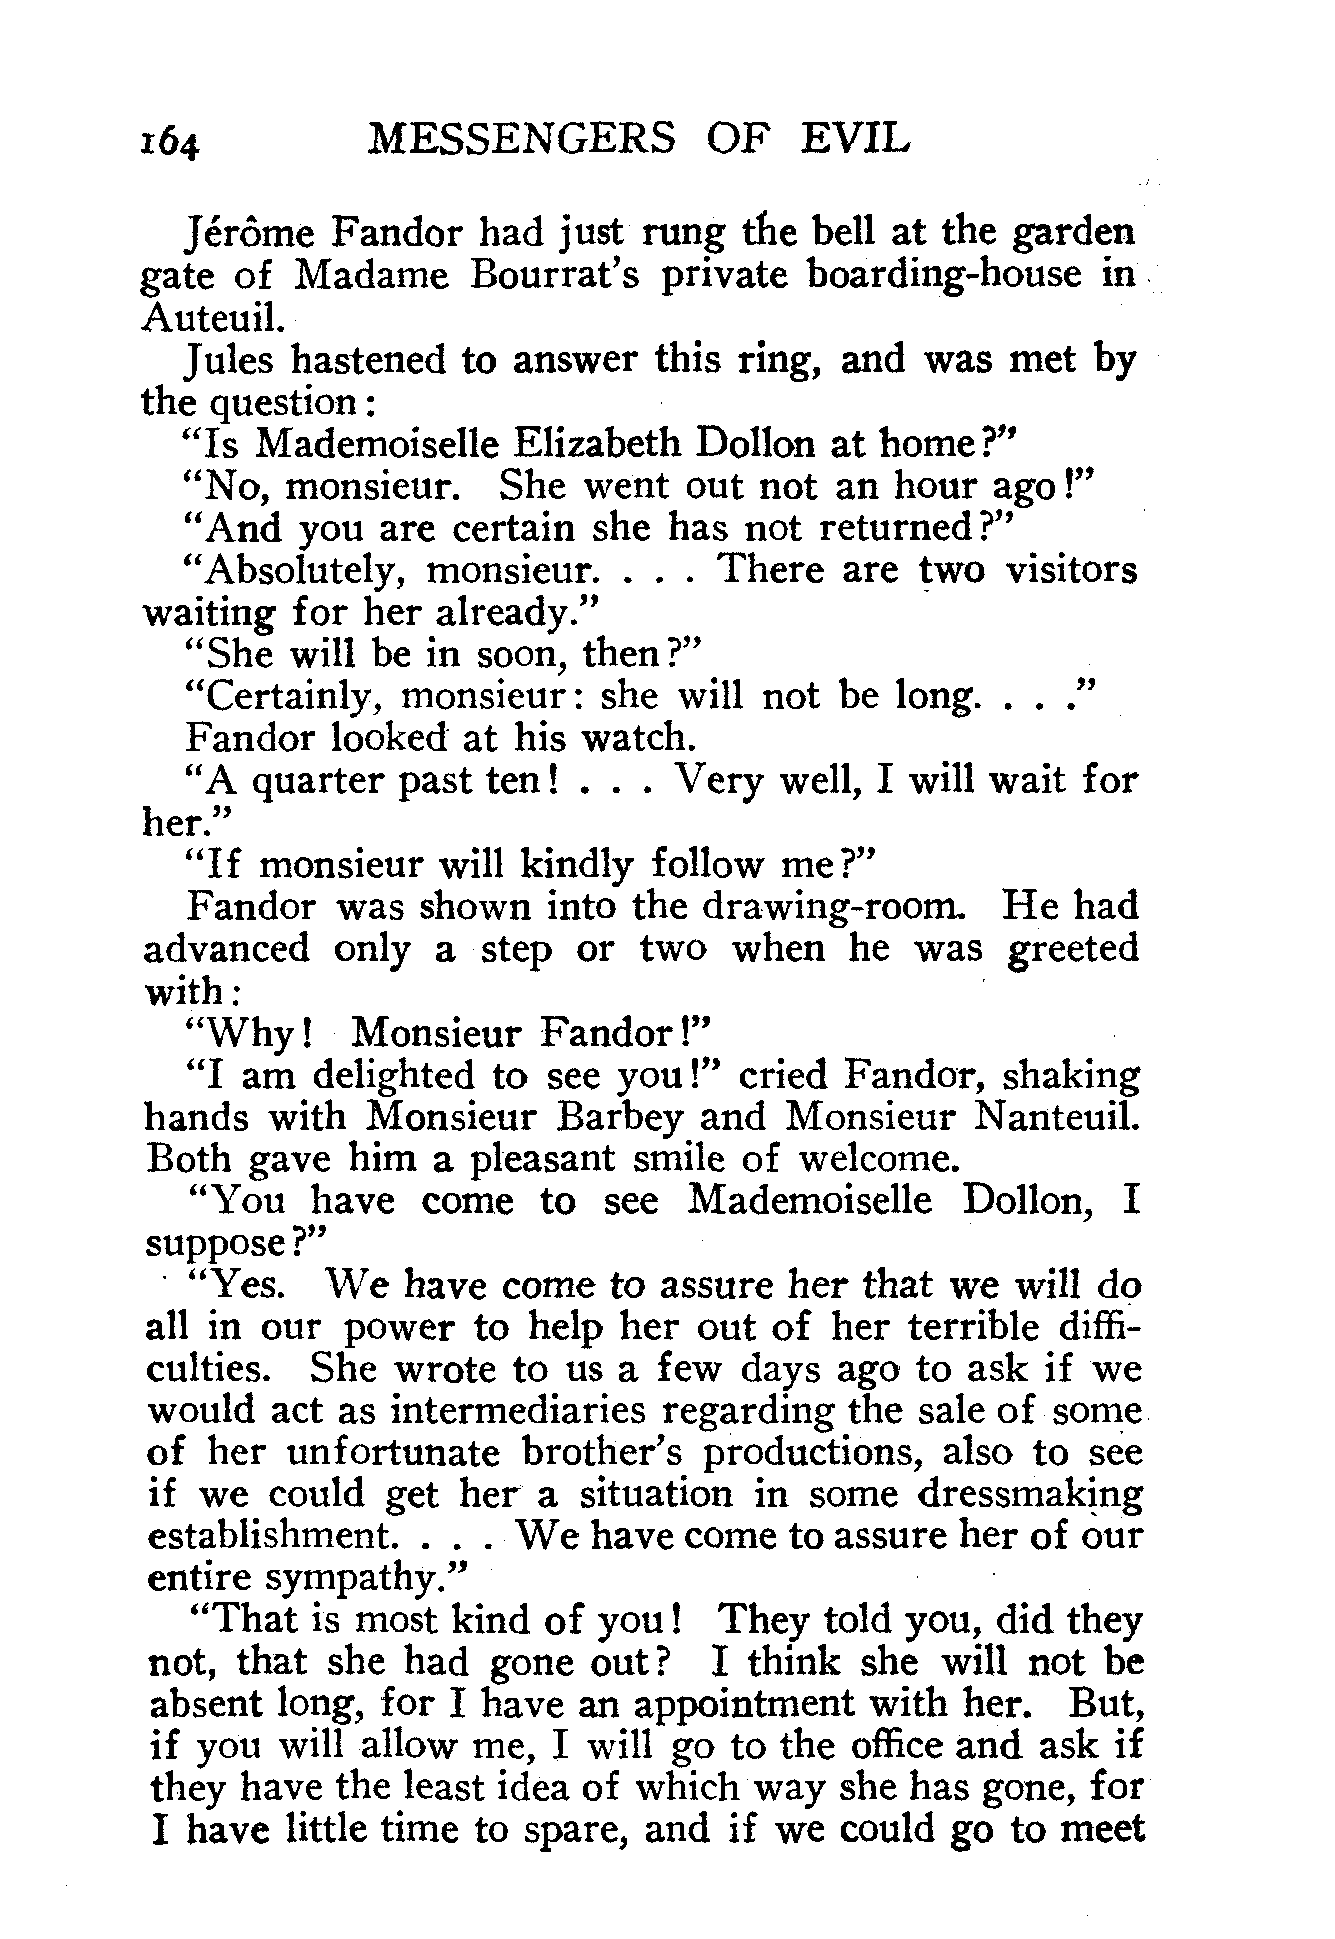 164 MESSENGERS OF EVIL
Jérôme Fandor had just rung the bell at the garden
gate of Madame Bourrat's private boarding-house in
Auteuil.
Jules hastened to answer this ring, and was met by
the question:
"Is Mademoiselle Elizabeth Dollon at home?"
"No, monsieur. She went out not an hour ago!"
"And you are certain she has not returned?"
"Absolutely, monsieur. . . . There are two visitors
waiting for her already."
"She will be in soon, then?"
"Certainly, monsieur: she will not be long. . . ."
Fandor looked at his watch.
"A quarter past ten! . . . Very well, I will wait for
her."
"If monsieur will kindly follow me?"
Fandor was shown into the drawing-room. He had
advanced only a step or two when he was greeted
with:
"Why! Monsieur Fandor!"
"I am delighted to see you!" cried Fandor, shaking
hands with Monsieur Barbey and Monsieur Nanteuil.
Both gave him a pleasant smile of welcome.
"You have come to see Mademoiselle Dollon, I
suppose?"
"Yes. We have come to assure her that we will do
all in our power to help her out of her terrible diffi-
culties. She wrote to us a few days ago to ask if we
would act as intermediaries regarding the sale of some
of her unfortunate brother's productions, also to see
if we could get her a situation in some dressmaking
establishment. . . . We have come to assure her of our
entire sympathy."
"That is most kind of you! They told you, did they
not, that she had gone out? I think she will not be
absent long, for I have an appointment with her. But,
if you will allow me, I will go to the office and ask if
they have the least idea of which way she has gone, for
I have little time to spare, and if we could go to meet